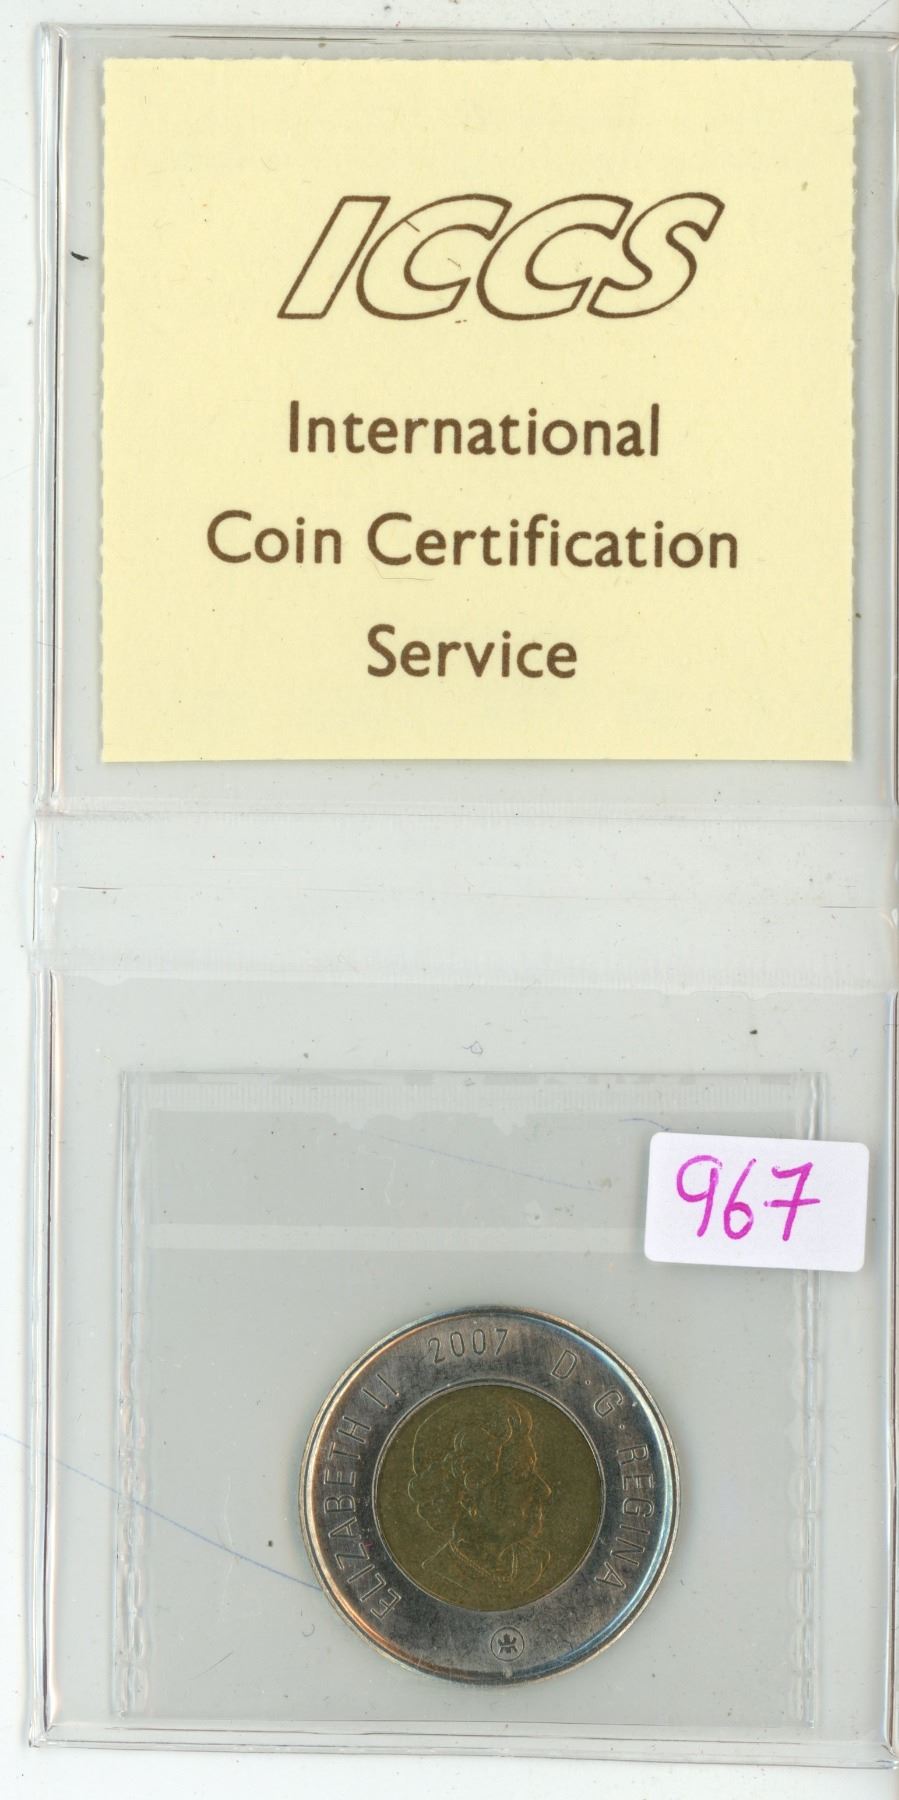 ICCS
International
Coin Certification
Service
967
ELIZABETH II 2007 D·G·REGINA